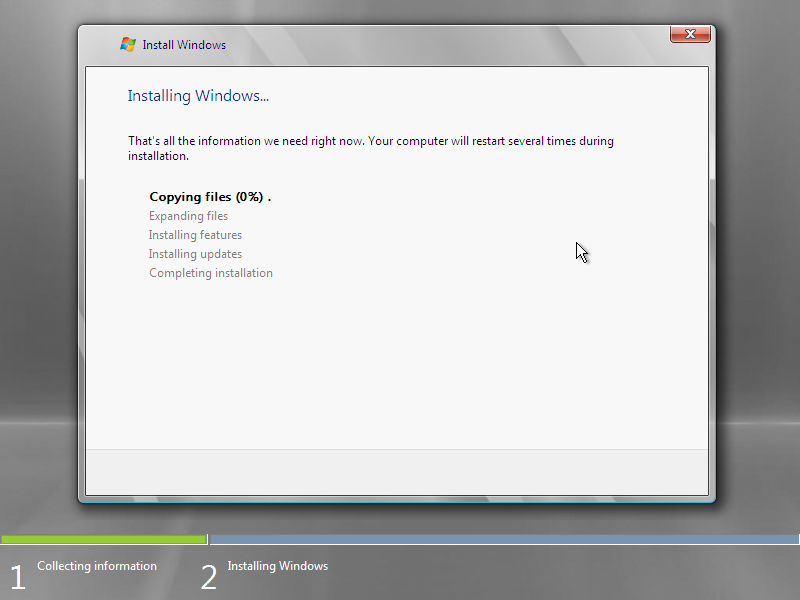 Install Windows
Installing Windows...
That's all the information we need right now. Your computer will restart several times during
installation.
Copying files (0%) .
Expanding files
Installing features
Installing updates
Completing installation
1 Collecting information
2 Installing Windows